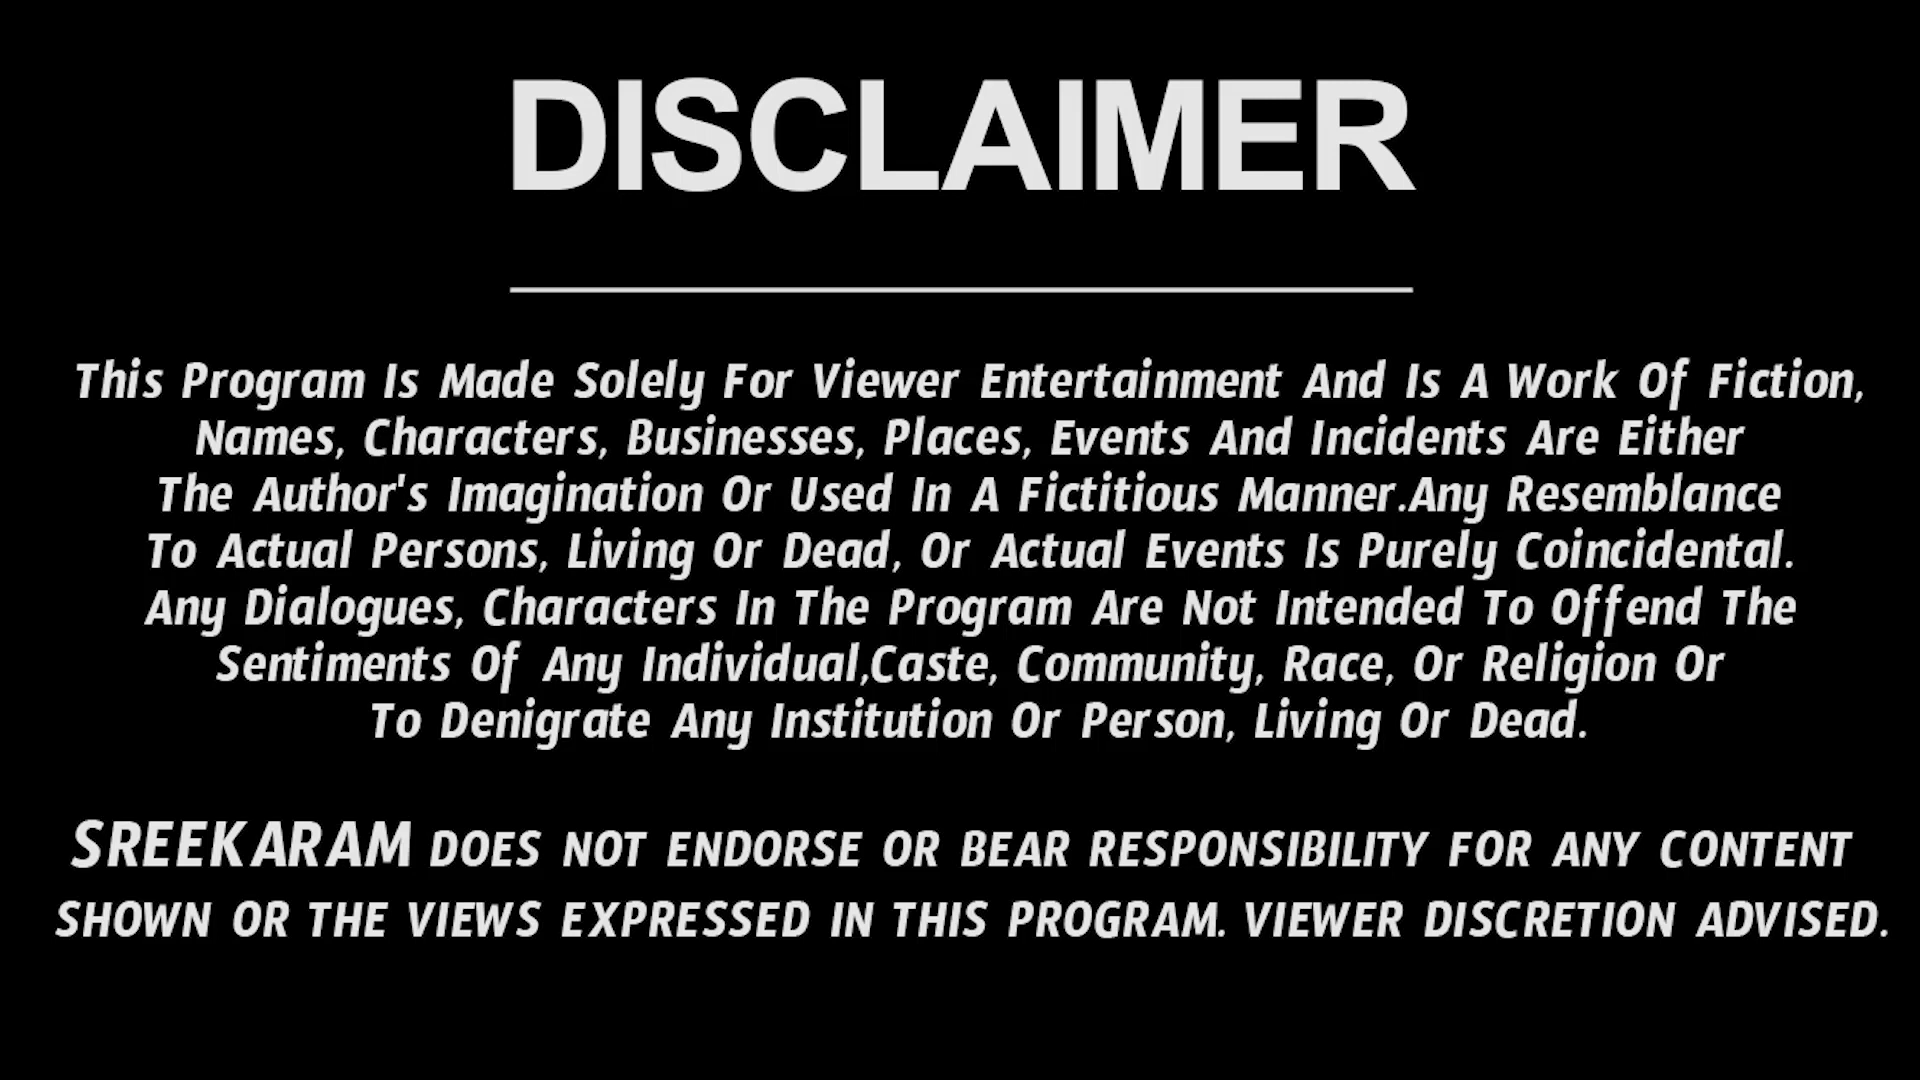 DISCLAIMER
This Program Is Made Solely For Viewer Entertainment And Is A Work Of Fiction,
Names, Characters, Businesses, Places, Events And Incidents Are Either
The Author's Imagination Or Used In A Fictitious Manner.Any Resemblance
To Actual Persons, Living Or Dead, Or Actual Events Is Purely Coincidental.
Any Dialogues, Characters In The Program Are Not Intended To Offend The
Sentiments Of Any Individual,Caste, Community, Race, Or Religion Or
To Denigrate Any Institution Or Person, Living Or Dead.
SREEKARAM DOES NOT ENDORSE OR BEAR RESPONSIBILITY FOR ANY CONTENT
SHOWN OR THE VIEWS EXPRESSED IN THIS PROGRAM. VIEWER DISCRETION ADVISED.